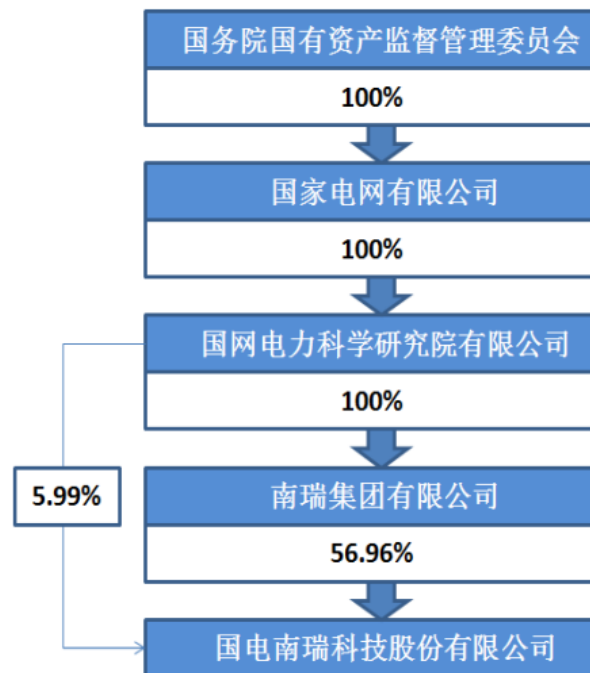 国务院国有资产监督管理委员会
100%
国家电网有限公司
100%
国网电力科学研究院有限公司
100%
5.99%
南瑞集团有限公司
56.96%
国电南瑞科技股份有限公司